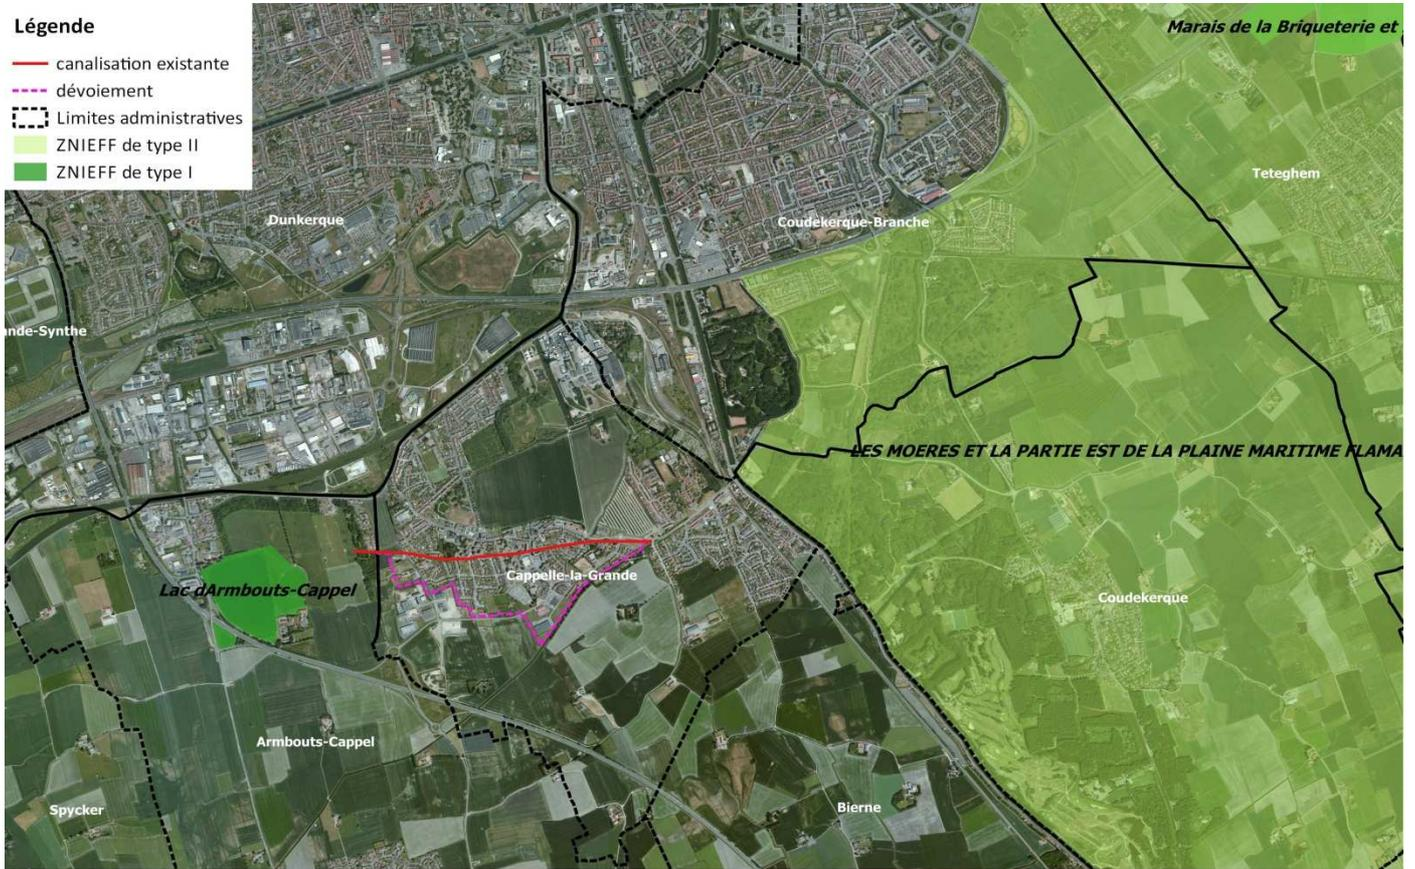 Légende
canalisation existante
dévoiement
Limites administratives
ZNIEFF de type II
ZNIEFF de type I
Marais de la Briqueterie et
Teteghem
Dunkerque
Coudekerque-Branche
nde-Synthe
LES MOERES ET LA PARTIE EST DE LA PLAINE MARITIME FLAMA
Lac dArmbouts-Cappel
Cappelle-la-Grande
Coudekerque
Armbouts-Cappel
Spycker
Bierne